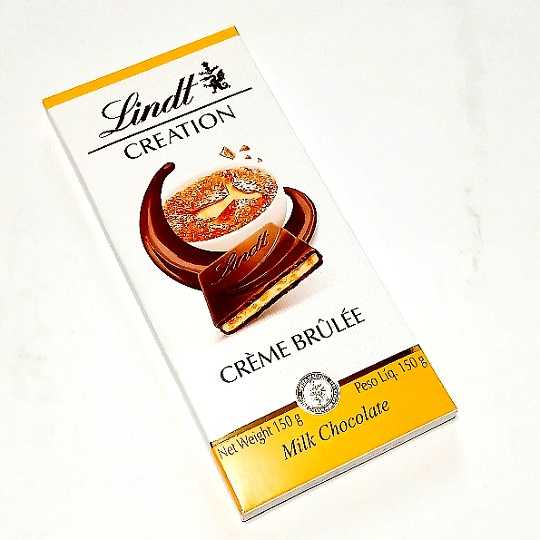 Lindt
CREATION
Lindt
CRÈME BRÛLÉE
Net Weight 150 g Peso Líq. 150 g
Milk Chocolate